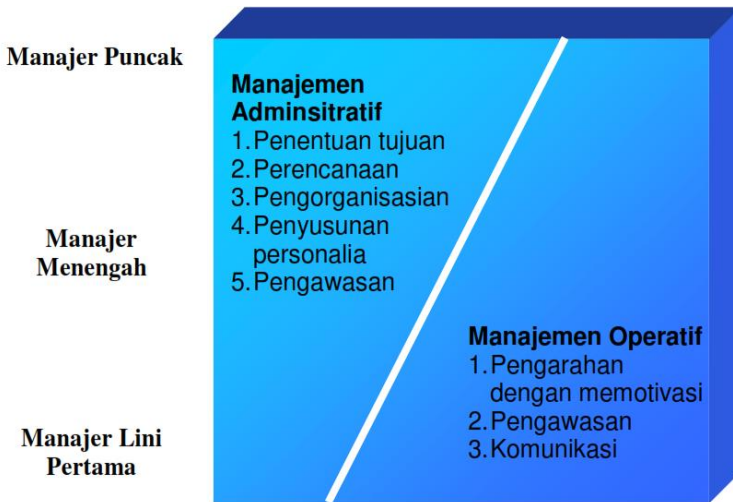 Manajer Puncak
Manajemen
Adminsitratif
1. Penentuan tujuan
2. Perencanaan
3. Pengorganisasian
4. Penyusunan
personalia
5. Pengawasan
Manajer
Menengah
Manajemen Operatif
1. Pengarahan
dengan memotivasi
2. Pengawasan
3. Komunikasi
Manajer Lini
Pertama